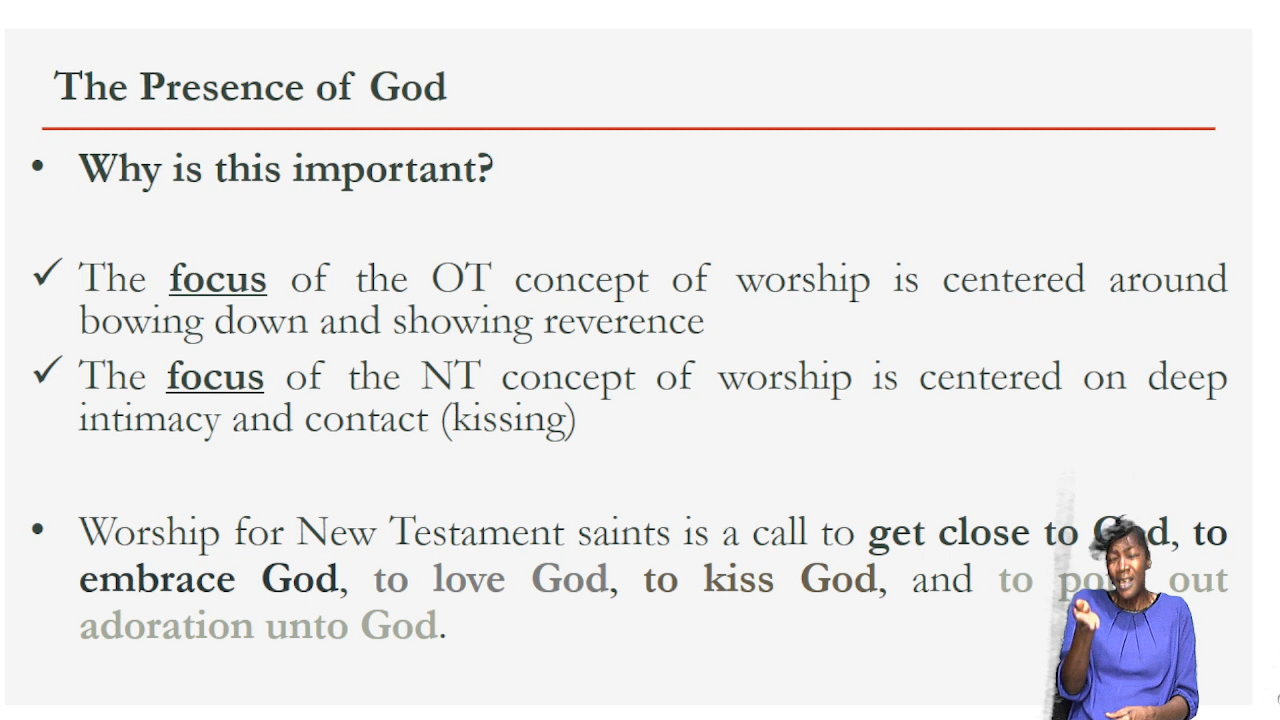 The Presence of God
• Why is this important?
✓ The focus of the OT concept of worship is centered around
bowing down and showing reverence
✓ The focus of the NT concept of worship is centered on deep
intimacy and contact (kissing)
• Worship for New Testament saints is a call to get close to God, to
embrace God, to love God, to kiss God, and to out
adoration unto God.